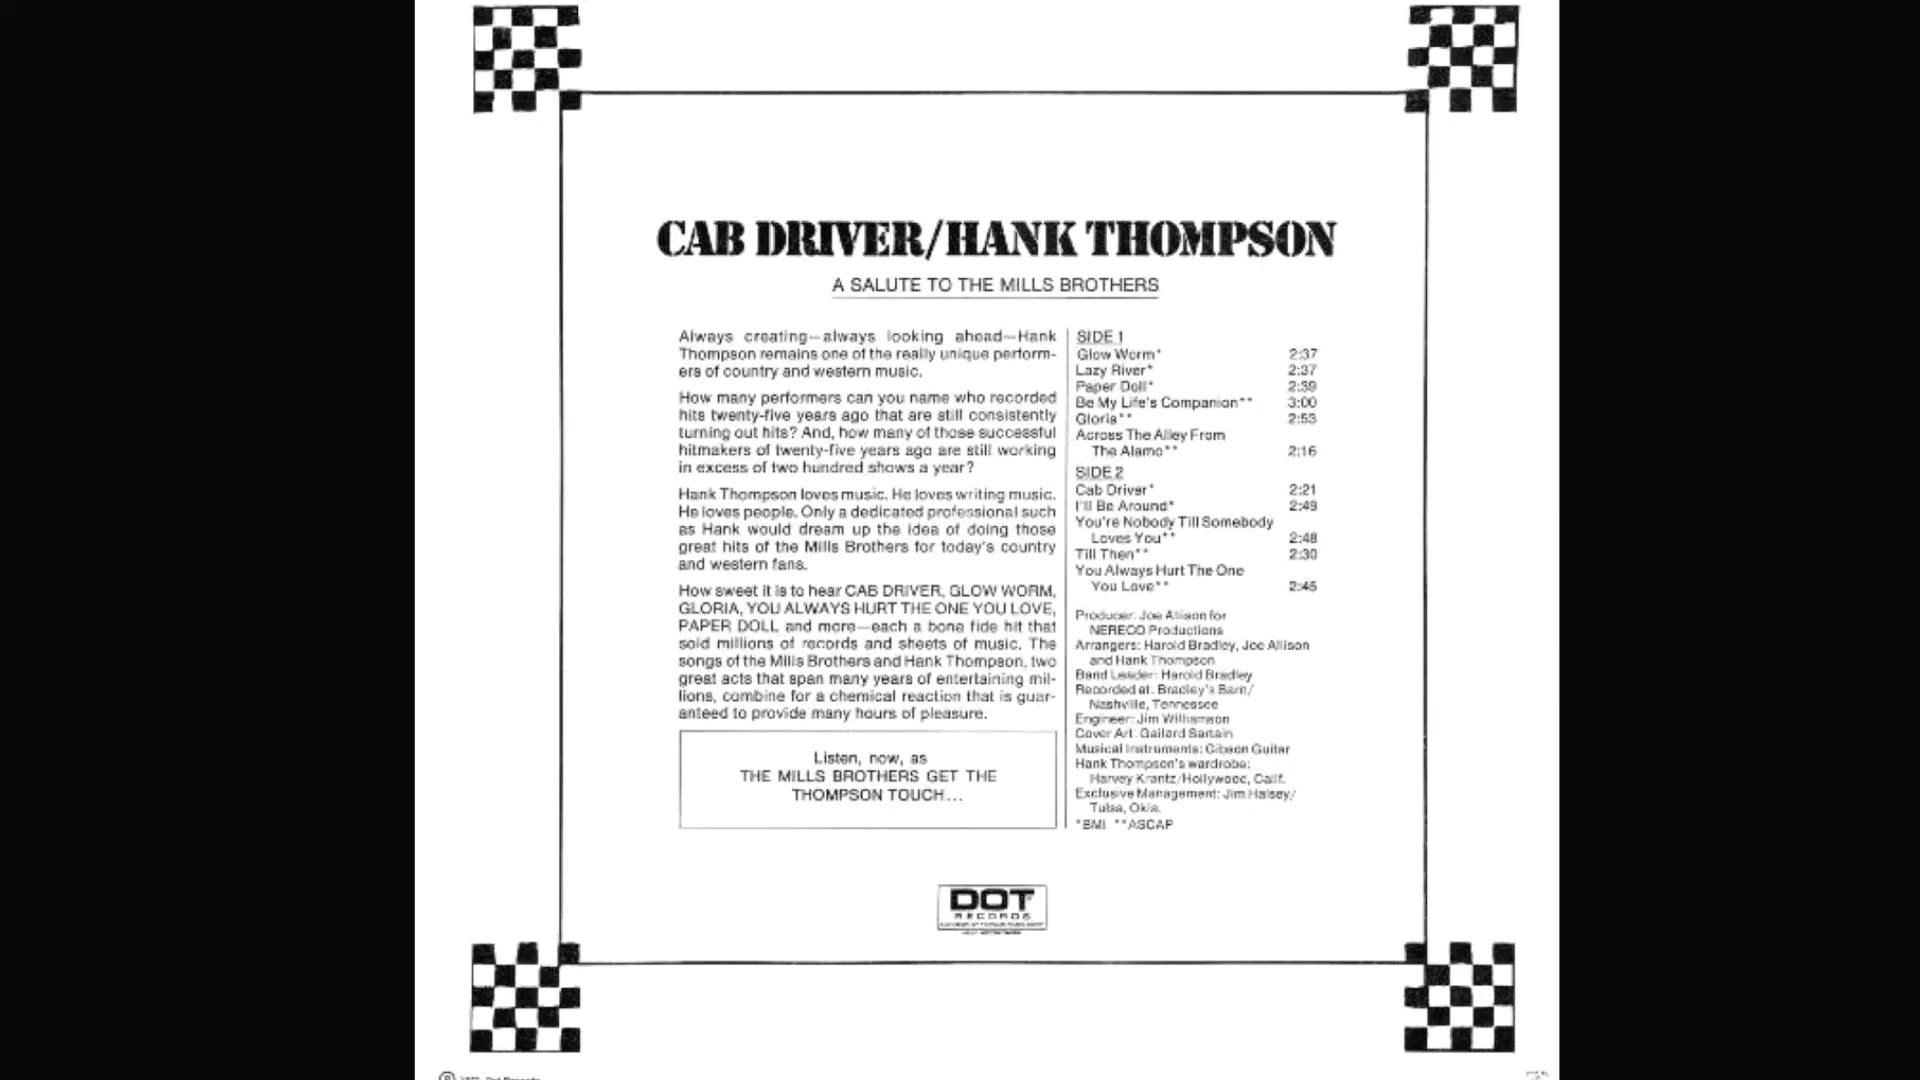 CAB DRIVER/HANK THOMPSON
A SALUTE TO THE MILLS BROTHERS
Always creating—always looking ahead—Hank
Thompson remains one of the really unique perform-
ers of country and western music.
How many performers can you name who recorded
hits twenty-five years ago that are still consistently
turning out hits? And, how many of those successful
hitmakers of twenty-five years ago are still working
in excess of two hundred shows a year?
Hank Thompson loves music. He loves writing music.
He loves people. Only a dedicated professional such
as Hank would dream up the idea of doing those
great hits of the Mills Brothers for today's country
and western fans.
How sweet it is to hear CAB DRIVER, GLOW WORM,
GLORIA, YOU ALWAYS HURT THE ONE YOU LOVE,
PAPER DOLL and more—each a bona fide hit that
sold millions of records and sheets of music. The
songs of the Mills Brothers and Hank Thompson, two
great acts that span many years of entertaining mil-
lions, combine for a chemical reaction that is guar-
anteed to provide many hours of pleasure.
Listen, now, as
THE MILLS BROTHERS GET THE
THOMPSON TOUCH...
SIDE 1
Glow Worm* 2:37
Lazy River* 2:37
Paper Doll* 2:39
Be My Life's Companion** 3:00
Gloria** 2:53
Across The Alley From
The Alamo** 2:16
SIDE 2
Cab Driver* 2:21
I'll Be Around* 2:49
You're Nobody Till Somebody
Loves You** 2:48
Till Then** 2:30
You Always Hurt The One
You Love** 2:45
Producer: Joe Allison for
NERECO Productions
Arrangers: Harold Bradley, Joe Allison
and Hank Thompson
Band Leader: Harold Bradley
Recorded at: Bradley's Barn/
Nashville, Tennessee
Engineer: Jim Williamson
Cover Art: Gailard Sartain
Musical Instruments: Gibson Guitar
Hank Thompson's wardrobe:
Harvey Krantz/Hollywood, Calif.
Exclusive Management: Jim Halsey/
Tulsa, Okla.
*BMI **ASCAP
DOT
RECORDS